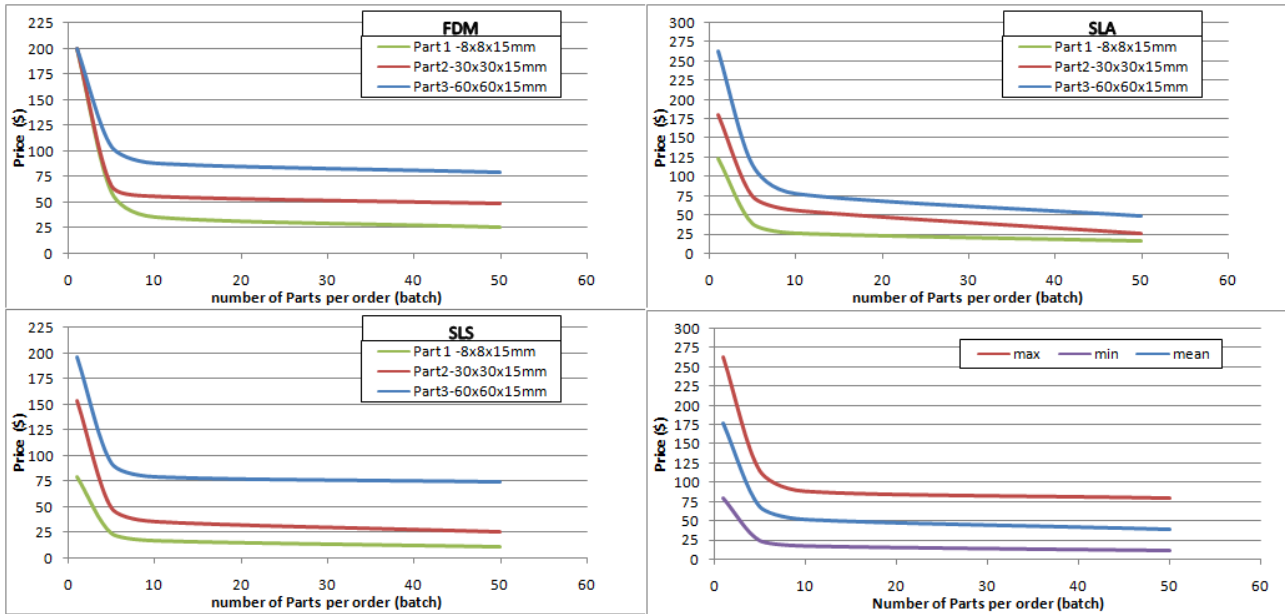 FDM
Part 1 -8x8x15mm
Part2-30x30x15mm
Part3-60x60x15mm
Price ($)
225
200
175
150
125
100
75
50
25
0
0 10 20 30 40 50 60
number of Parts per order (batch)
SLA
Part 1 -8x8x15mm
Part2-30x30x15mm
Part3-60x60x15mm
Price ($)
300
275
250
225
200
175
150
125
100
75
50
25
0
0 10 20 30 40 50 60
number of Parts per order (batch)
SLS
Part 1 -8x8x15mm
Part2-30x30x15mm
Part3-60x60x15mm
Price ($)
225
200
175
150
125
100
75
50
25
0
0 10 20 30 40 50 60
number of Parts per order (batch)
max min mean
Price ($)
300
275
250
225
200
175
150
125
100
75
50
25
0
0 10 20 30 40 50 60
Number of Parts per order (batch)